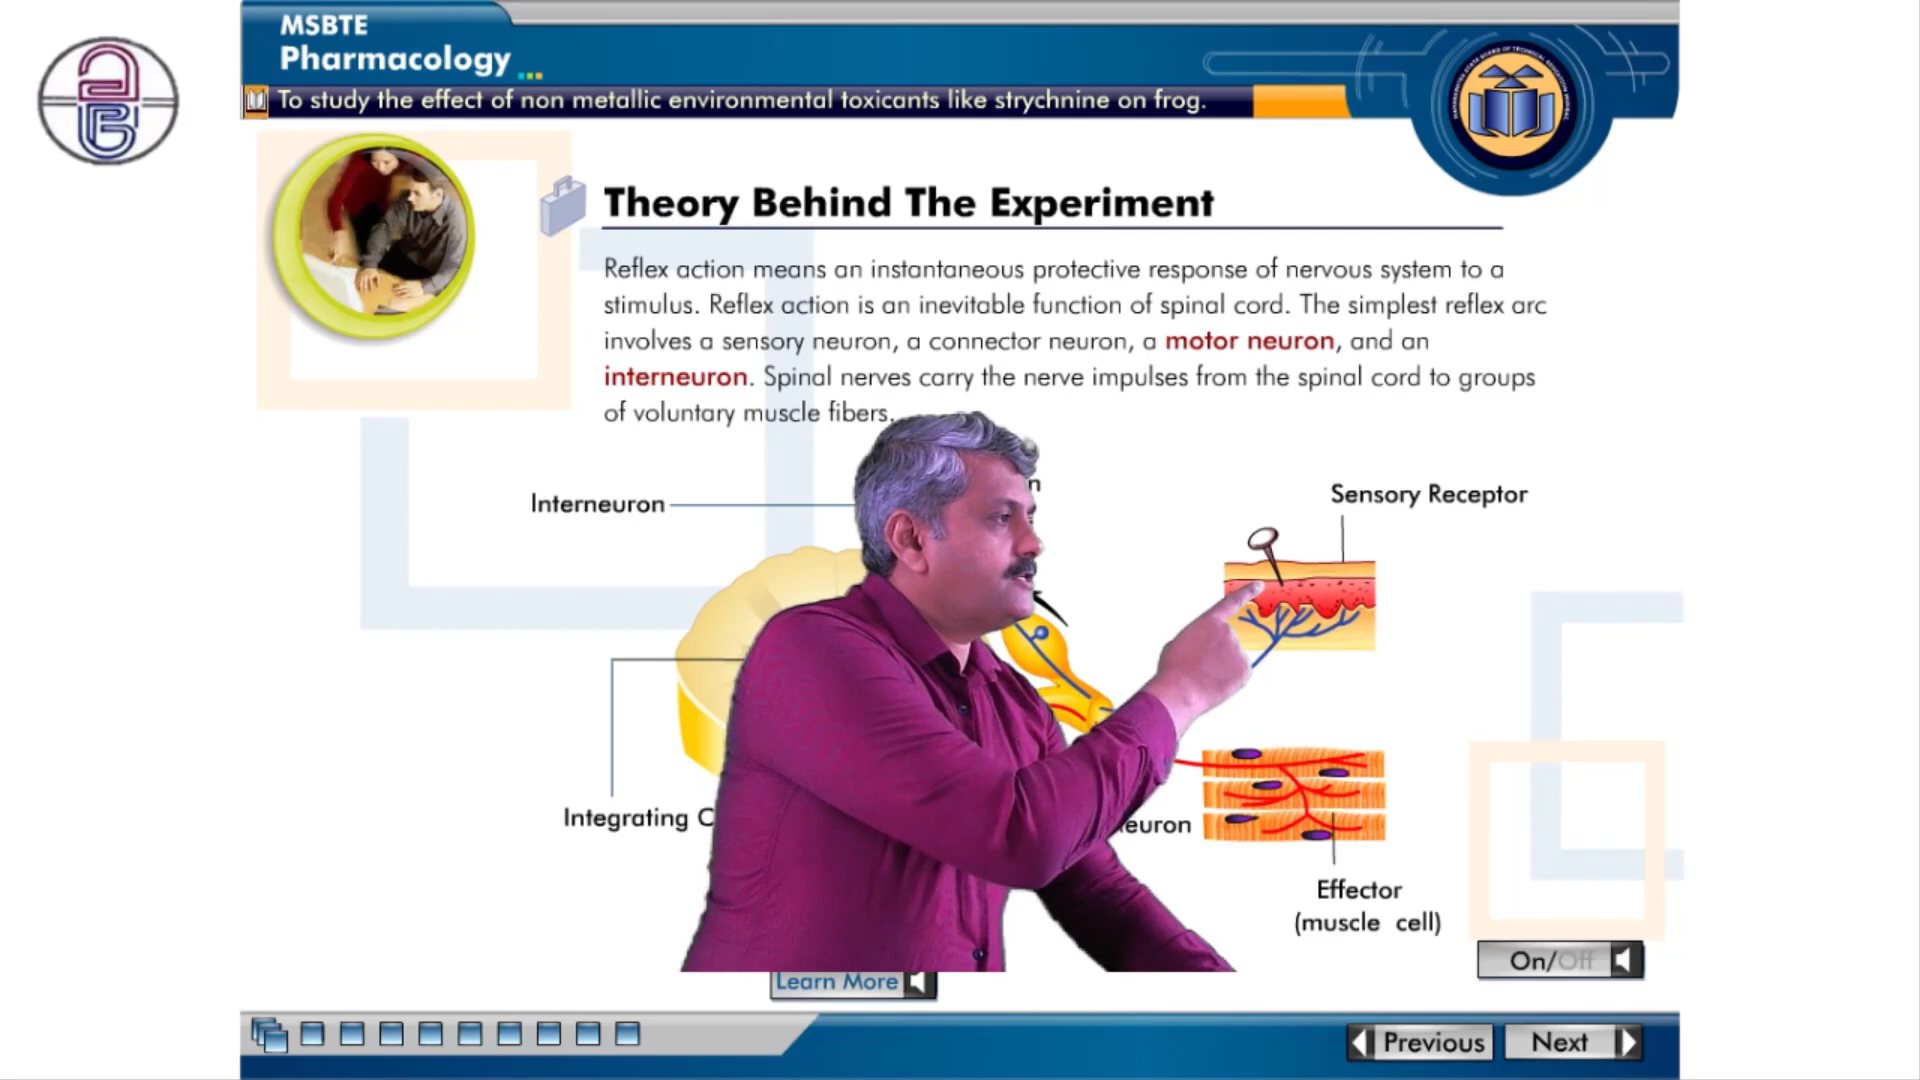 MSBTE
Pharmacology
To study the effect of non metallic environmental toxicants like strychnine on frog.
Theory Behind The Experiment
Reflex action means an instantaneous protective response of nervous system to a
stimulus. Reflex action is an inevitable function of spinal cord. The simplest reflex arc
involves a sensory neuron, a connector neuron, a motor neuron, and an
interneuron. Spinal nerves carry the nerve impulses from the spinal cord to groups
of voluntary muscle fibers.
Interneuron
Sensory Receptor
Integrating
Effector
(muscle cell)
On/Off
Learn More
Previous
Next